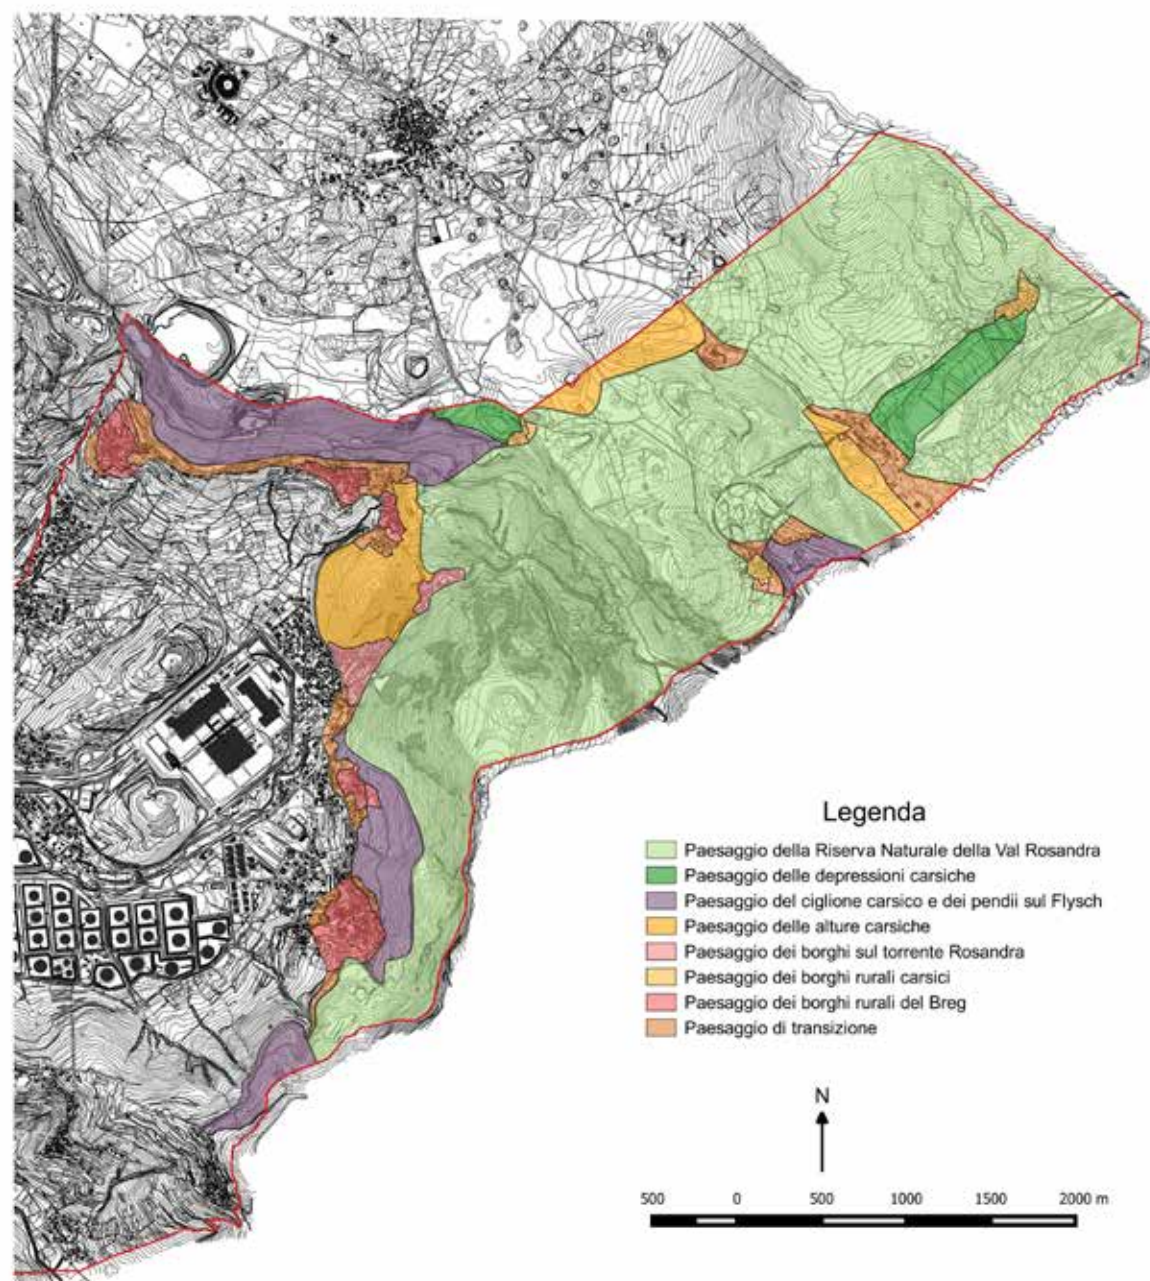 Legenda
Paesaggio della Riserva Naturale della Val Rosandra
Paesaggio delle depressioni carsiche
Paesaggio del ciglione carsico e dei pendii sul Flysch
Paesaggio delle alture carsiche
Paesaggio dei borghi sul torrente Rosandra
Paesaggio dei borghi rurali carsici
Paesaggio dei borghi rurali del Breg
Paesaggio di transizione
N
500 0 500 1000 1500 2000 m